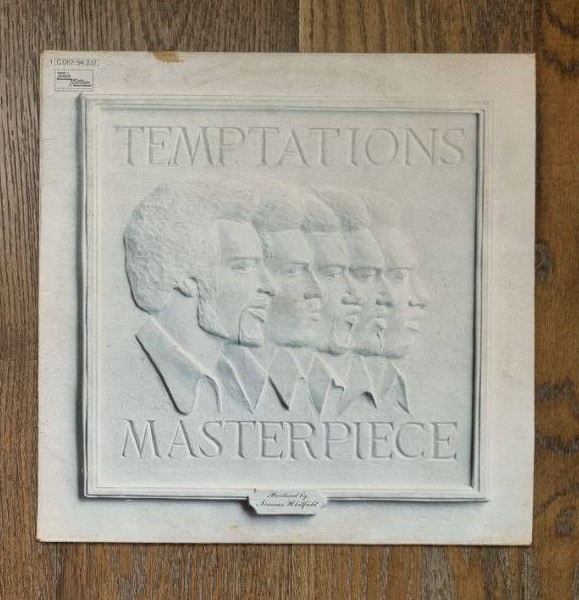 TEMPTATIONS
MASTERPIECE
Produced by
Norman Whitfield